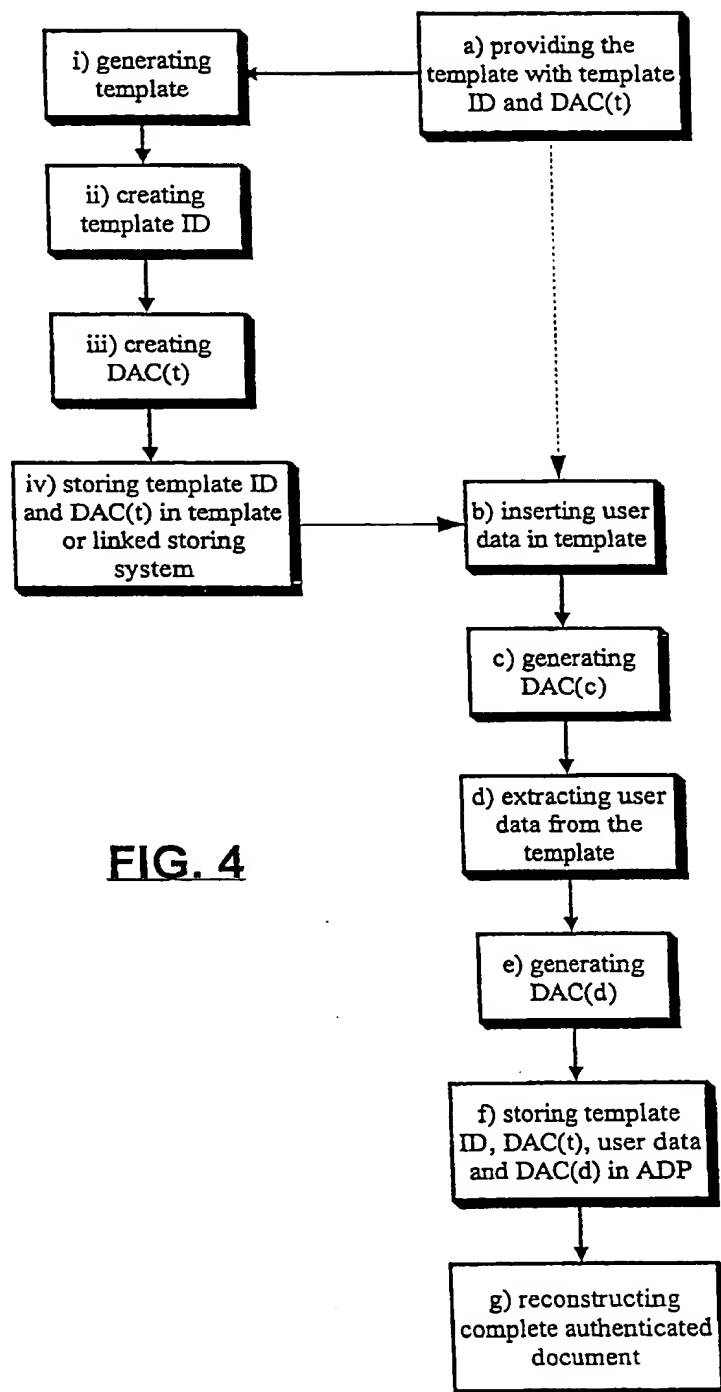 i) generating
template
a) providing the
template with template
ID and DAC(t)
ii) creating
template ID
iii) creating
DAC(t)
iv) storing template ID
and DAC(t) in template
or linked storing
system
b) inserting user
data in template
c) generating
DAC(c)
d) extracting user
data from the
template
FIG. 4
e) generating
DAC(d)
f) storing template
ID, DAC(t), user data
and DAC(d) in ADP
g) reconstructing
complete authenticated
document